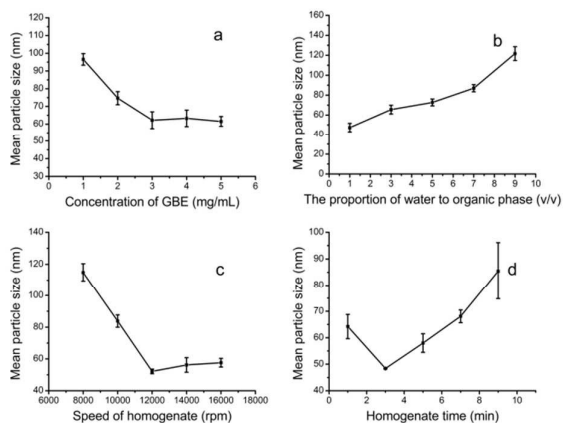 120
110
100
90
80
70
60
50
40
30
Mean particle size (nm)
a
0 1 2 3 4 5 6
Concentration of GBE (mg/mL)
160
140
120
100
80
60
40
20
0
Mean particle size (nm)
b
0 1 2 3 4 5 6 7 8 9 10
The proportion of water to organic phase (v/v)
140
120
100
80
60
40
Mean particle size (nm)
c
6000 8000 10000 12000 14000 16000 18000
Speed of homogenate (rpm)
100
90
80
70
60
50
40
Mean particle size (nm)
d
0 2 4 6 8 10
Homogenate time (min)